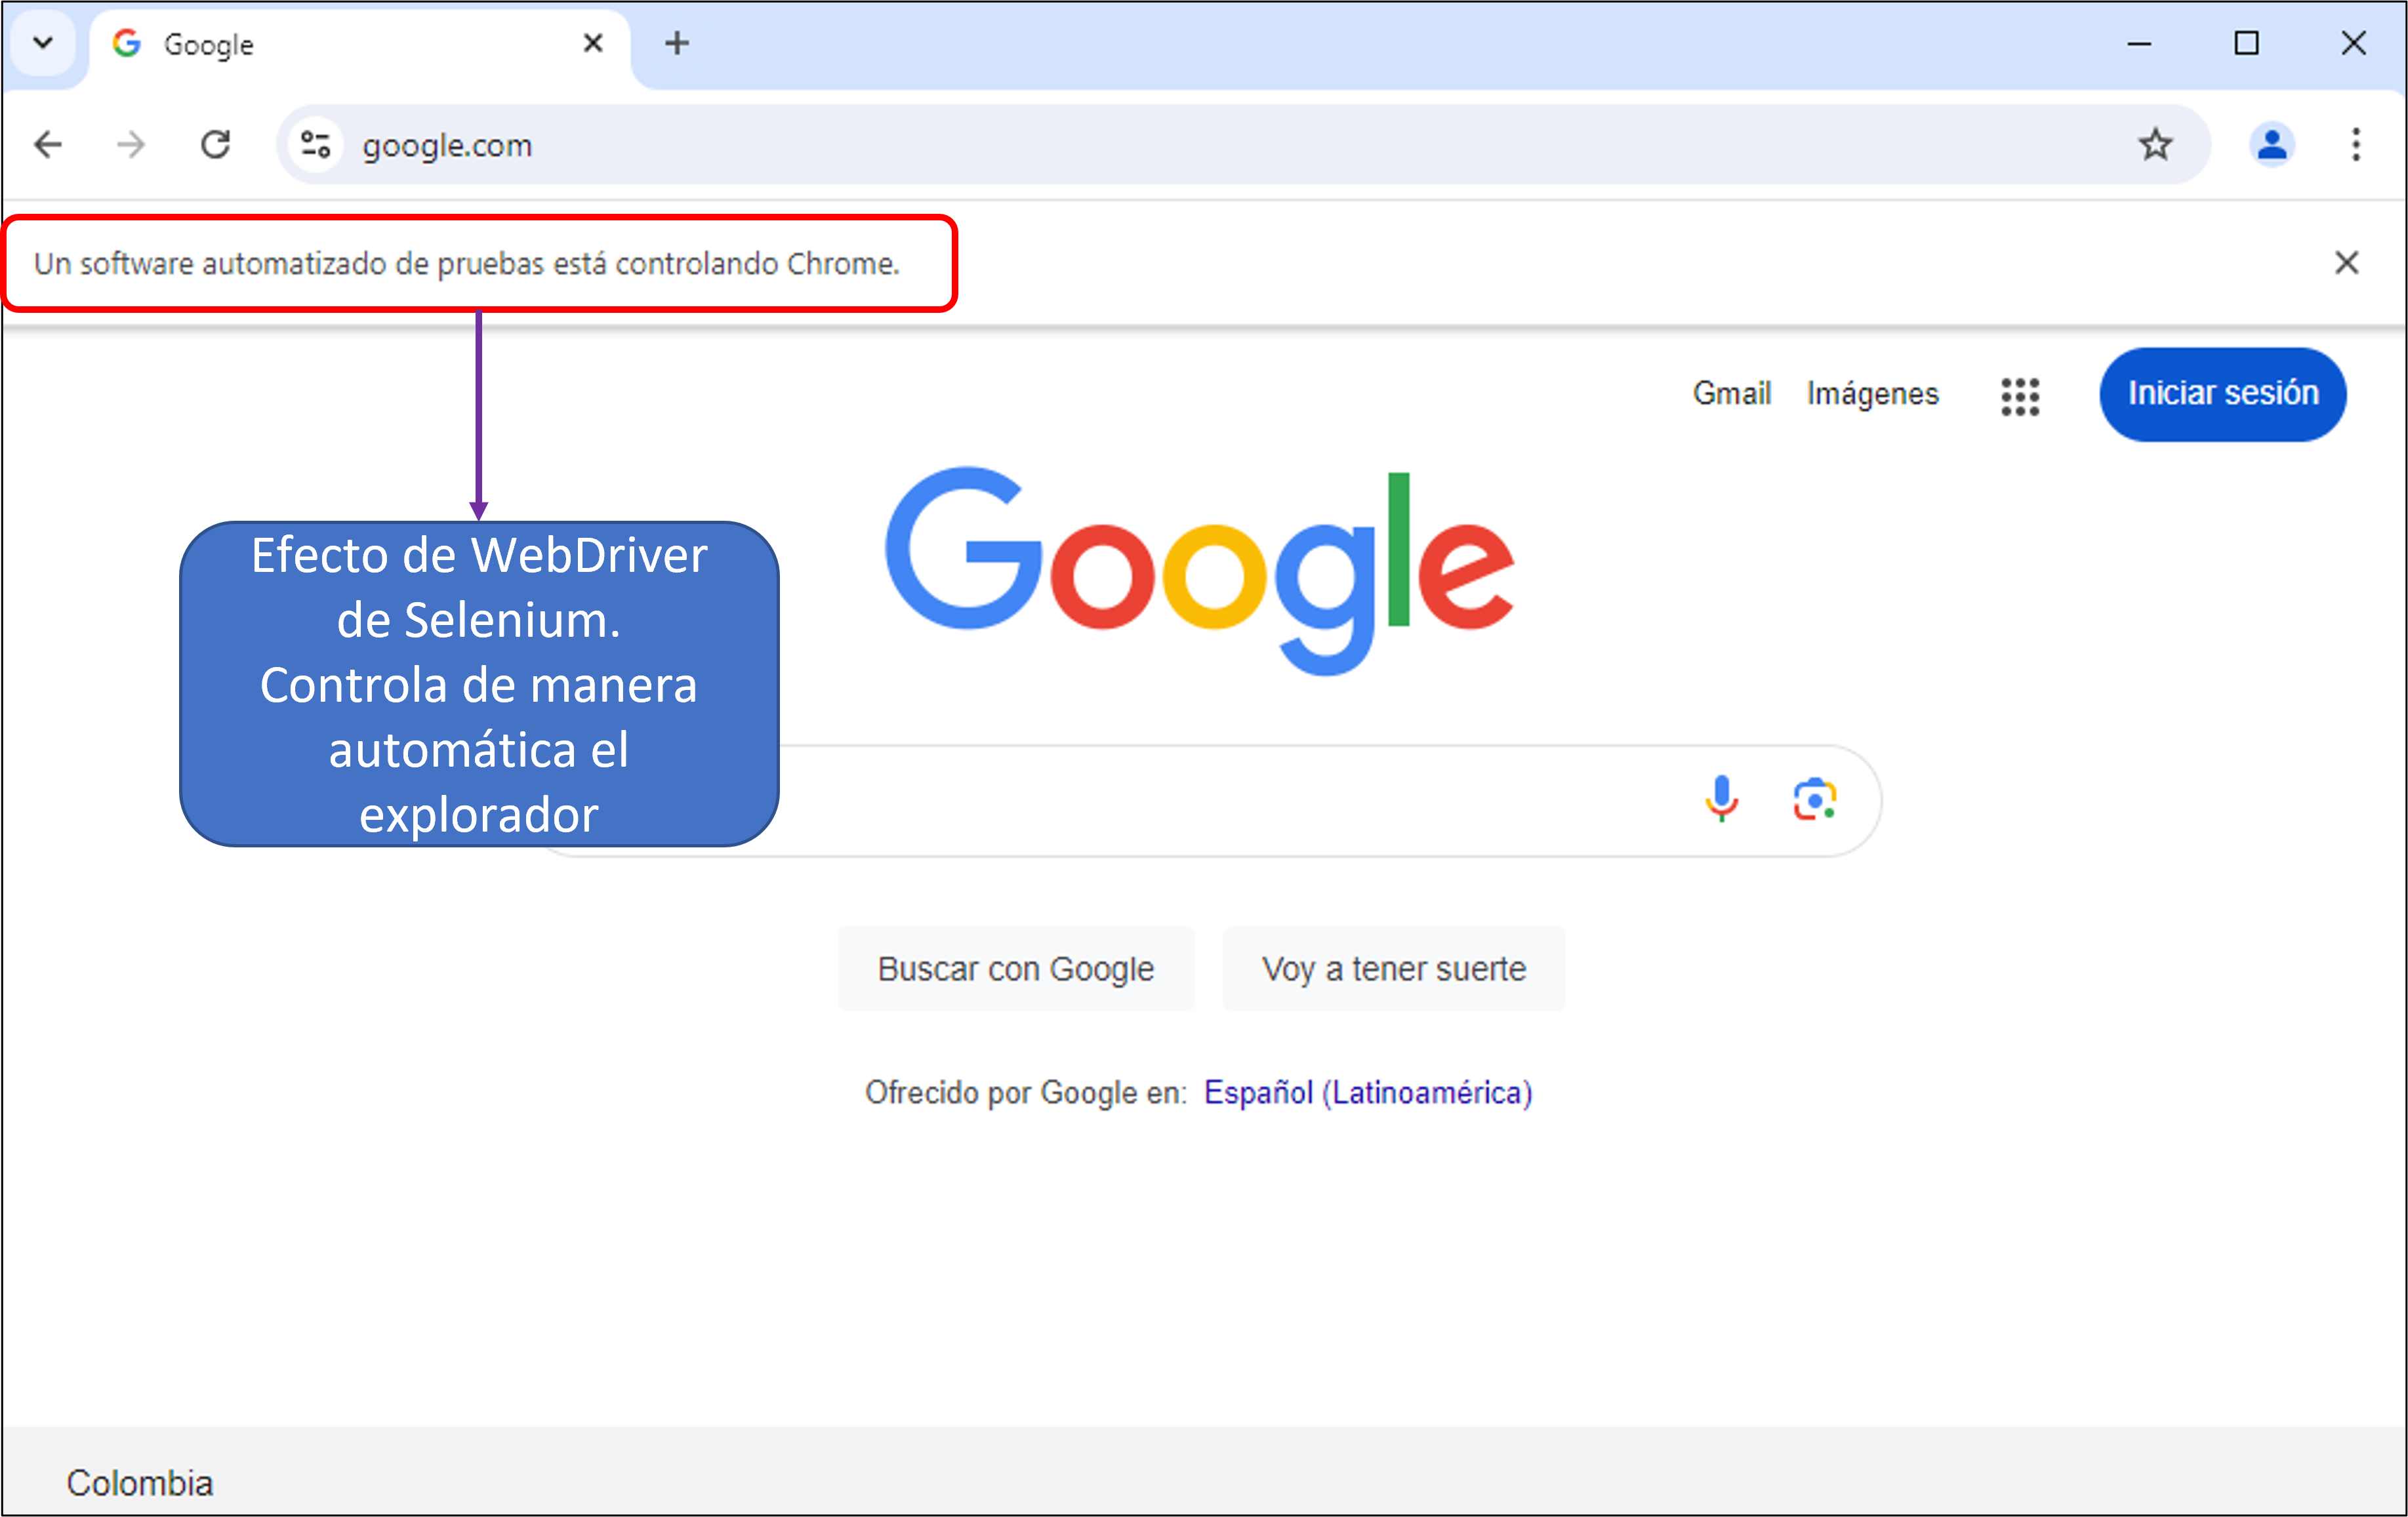 Google
google.com
Un software automatizado de pruebas está controlando Chrome.
Gmail Imágenes Iniciar sesión
Google
Efecto de WebDriver
de Selenium.
Controla de manera
automática el
explorador
Buscar con Google Voy a tener suerte
Ofrecido por Google en: Español (Latinoamérica)
Colombia